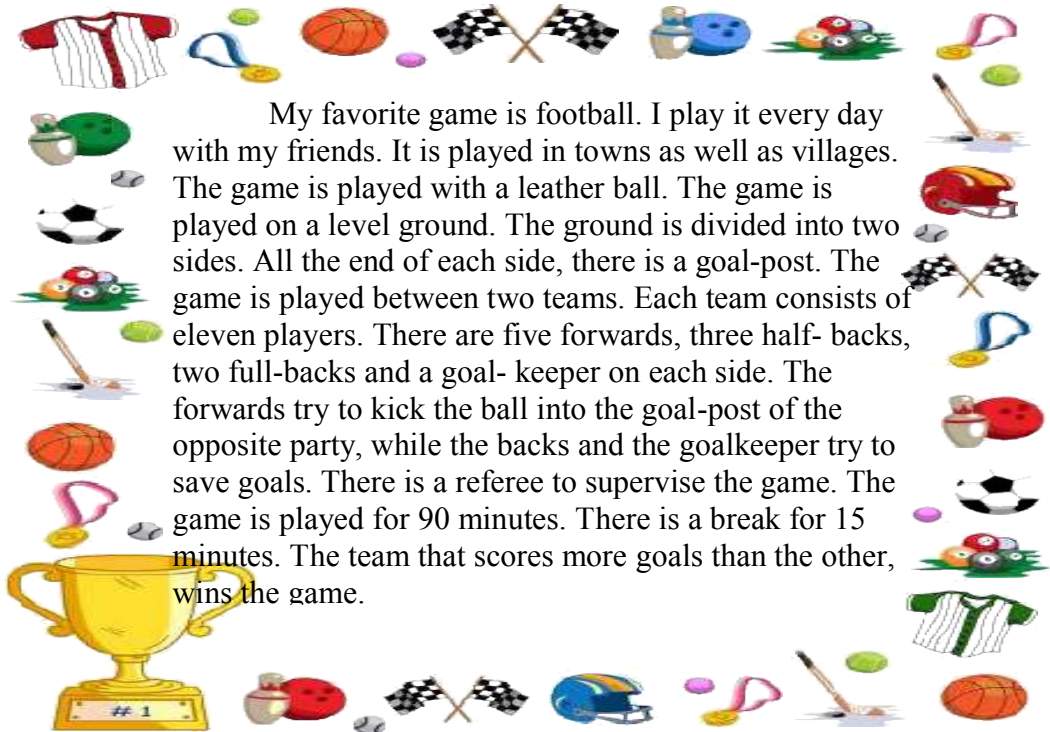 My favorite game is football. I play it every day
with my friends. It is played in towns as well as villages.
The game is played with a leather ball. The game is
played on a level ground. The ground is divided into two
sides. All the end of each side, there is a goal-post. The
game is played between two teams. Each team consists of
eleven players. There are five forwards, three half- backs,
two full-backs and a goal- keeper on each side. The
forwards try to kick the ball into the goal-post of the
opposite party, while the backs and the goalkeeper try to
save goals. There is a referee to supervise the game. The
game is played for 90 minutes. There is a break for 15
minutes. The team that scores more goals than the other,
wins the game.
# 1